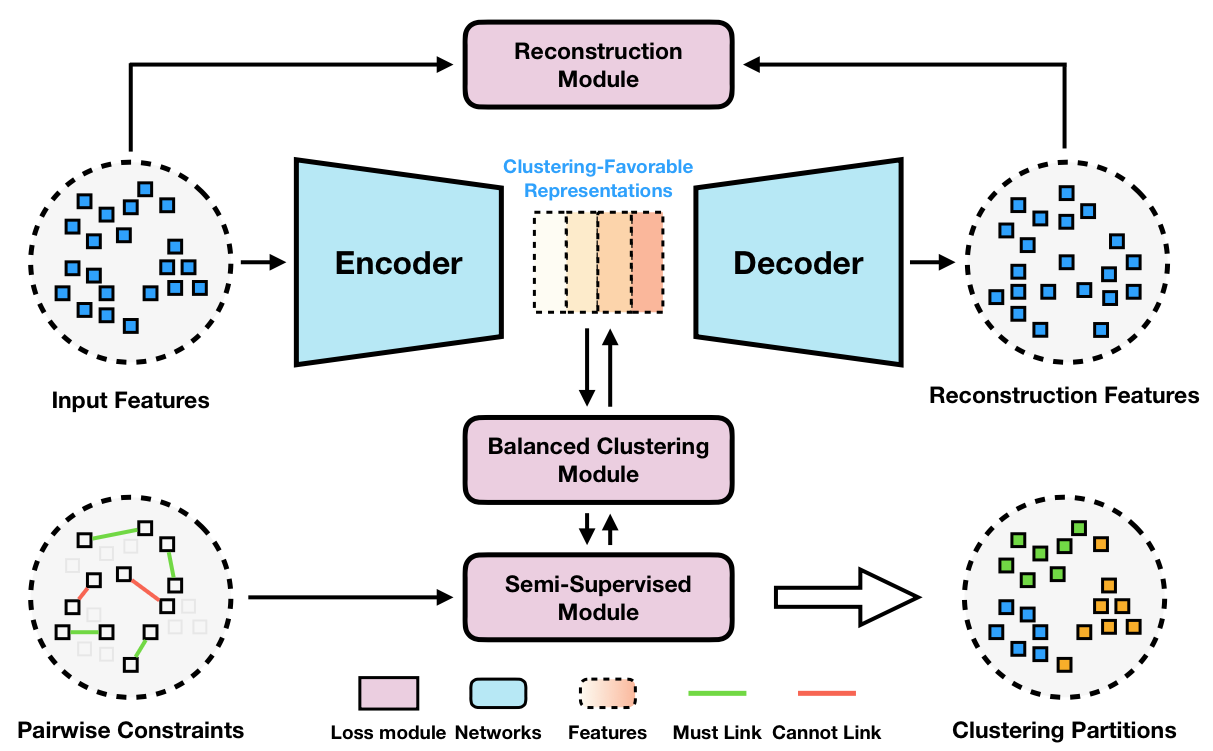 Reconstruction
Module
Clustering-Favorable
Representations
Encoder
Decoder
Input Features
Reconstruction Features
Balanced Clustering
Module
Semi-Supervised
Module
Pairwise Constraints
Loss module
Networks
Features
Must Link
Cannot Link
Clustering Partitions